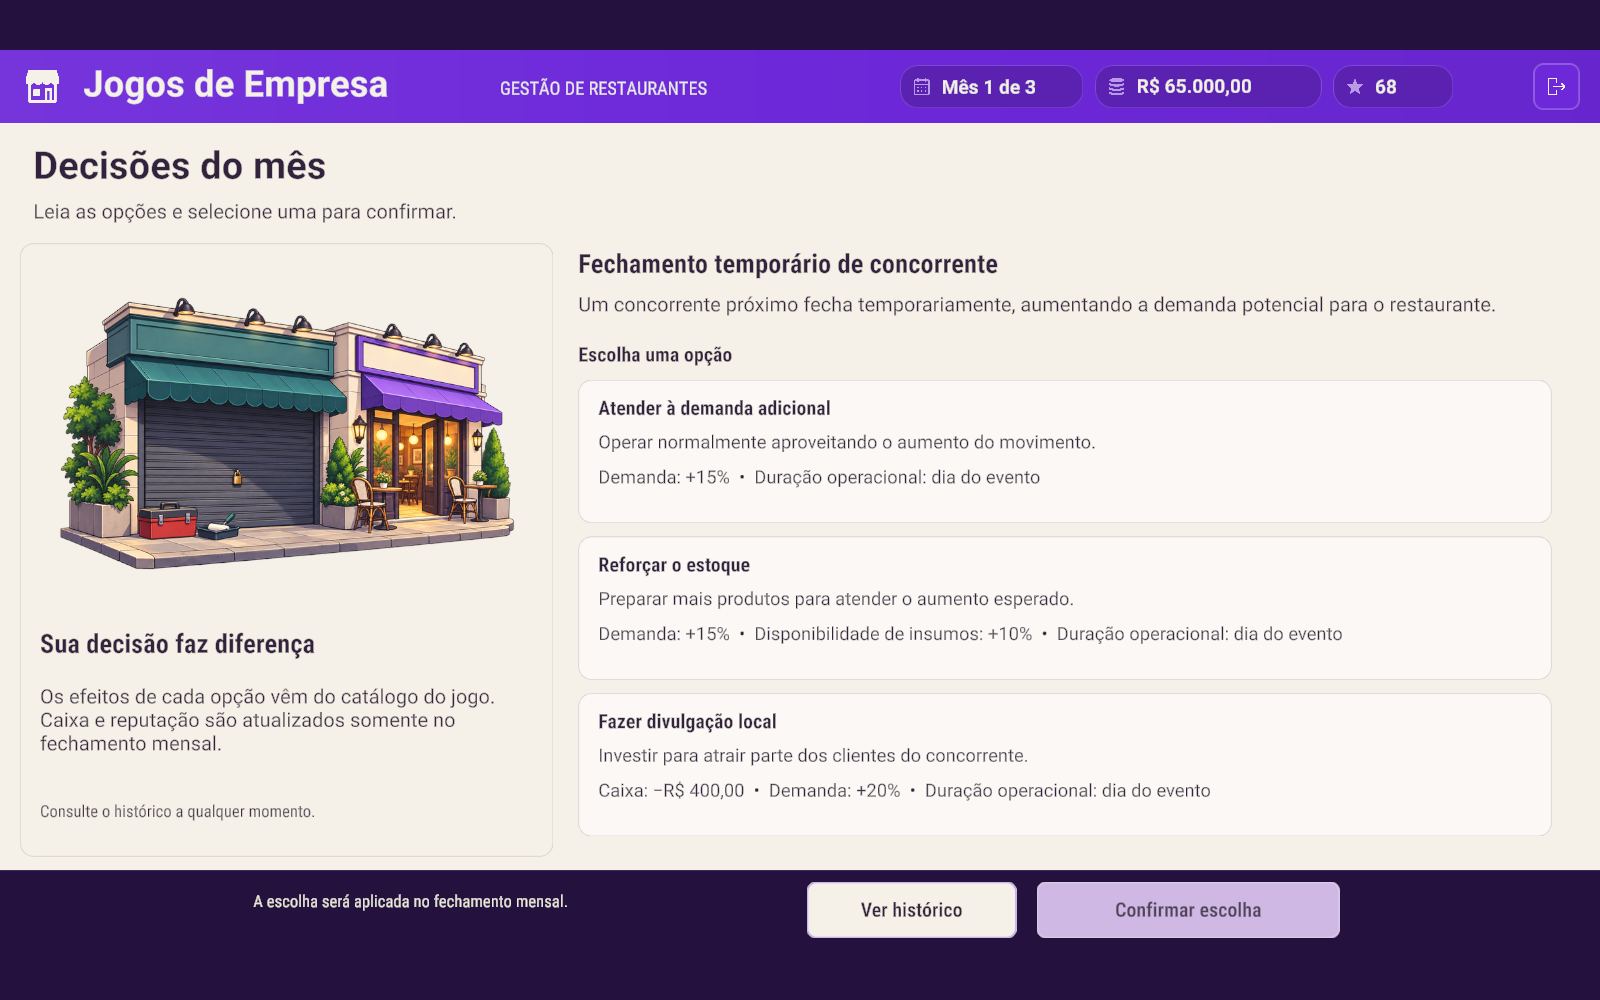 Jogos de Empresa
GESTÃO DE RESTAURANTES
Mês 1 de 3
R$ 65.000,00
68
Decisões do mês
Leia as opções e selecione uma para confirmar.
Sua decisão faz diferença
Os efeitos de cada opção vêm do catálogo do jogo.
Caixa e reputação são atualizados somente no
fechamento mensal.
Consulte o histórico a qualquer momento.
Fechamento temporário de concorrente
Um concorrente próximo fecha temporariamente, aumentando a demanda potencial para o restaurante.
Escolha uma opção
Atender à demanda adicional
Operar normalmente aproveitando o aumento do movimento.
Demanda: +15% • Duração operacional: dia do evento
Reforçar o estoque
Preparar mais produtos para atender o aumento esperado.
Demanda: +15% • Disponibilidade de insumos: +10% • Duração operacional: dia do evento
Fazer divulgação local
Investir para atrair parte dos clientes do concorrente.
Caixa: −R$ 400,00 • Demanda: +20% • Duração operacional: dia do evento
A escolha será aplicada no fechamento mensal.
Ver histórico
Confirmar escolha